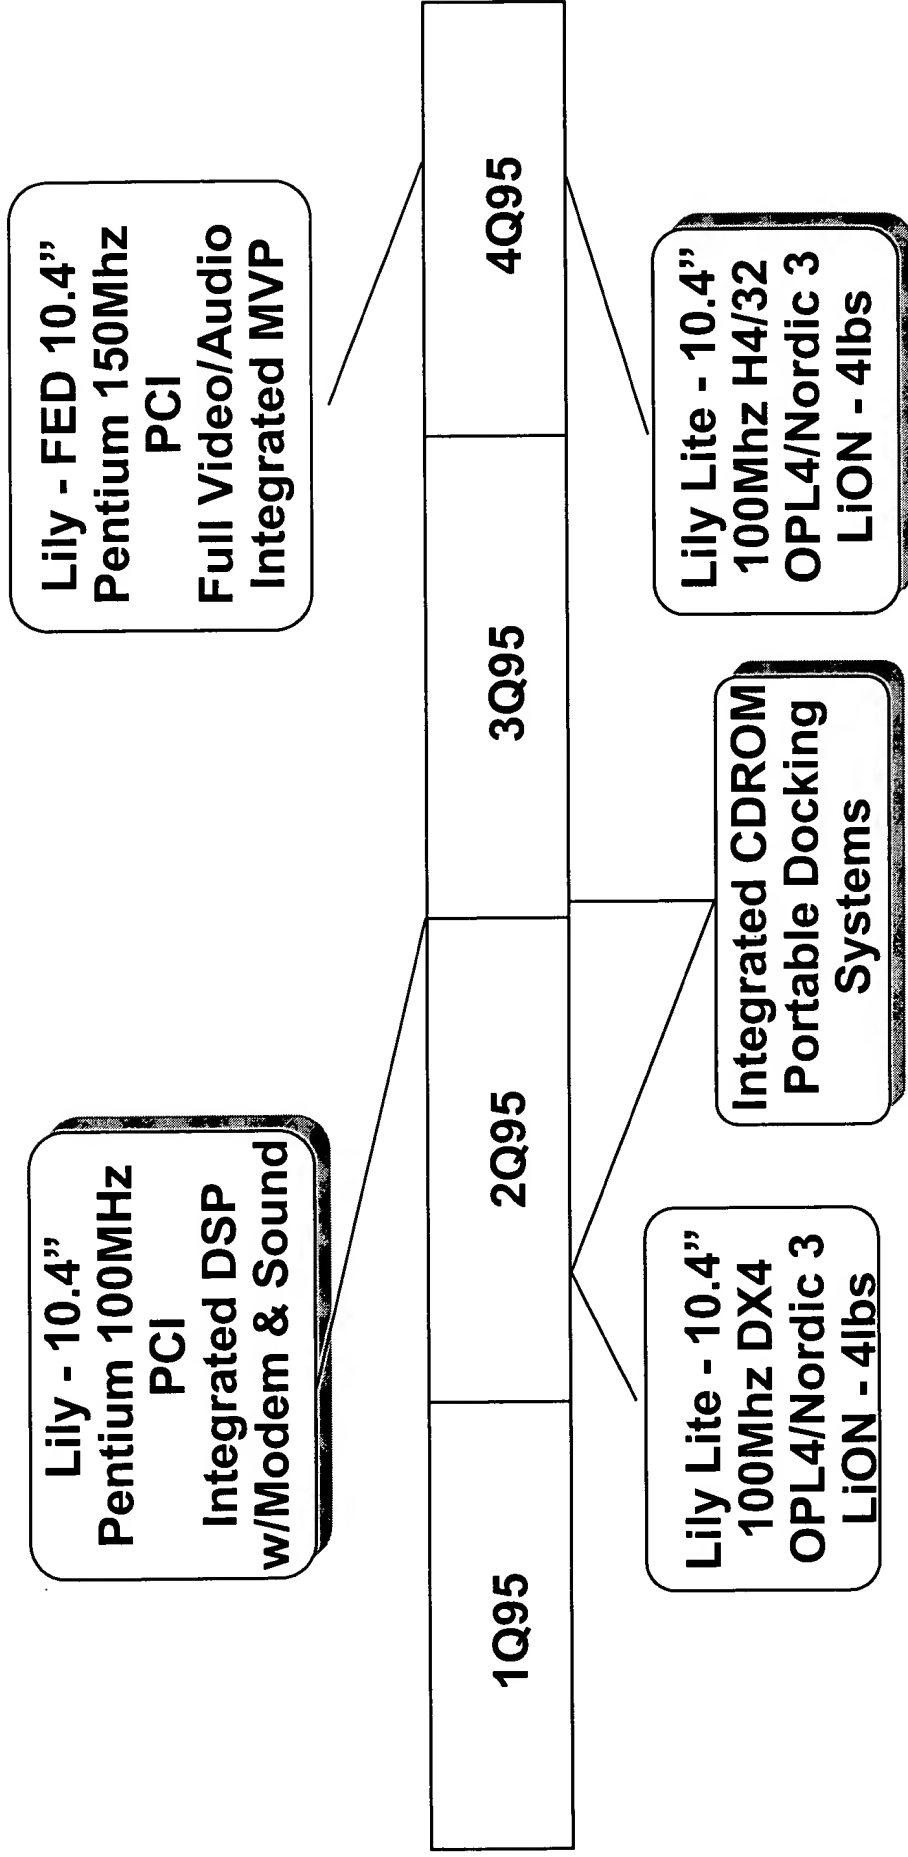 Lily - 10.4”
Pentium 100MHz
PCI
Integrated DSP
w/Modem & Sound
Lily - FED 10.4”
Pentium 150Mhz
PCI
Full Video/Audio
Integrated MVP
1Q95
2Q95
3Q95
4Q95
Lily Lite - 10.4”
100Mhz DX4
OPL4/Nordic 3
LiON - 4lbs
Integrated CDROM
Portable Docking
Systems
Lily Lite - 10.4”
100Mhz H4/32
OPL4/Nordic 3
LiON - 4lbs